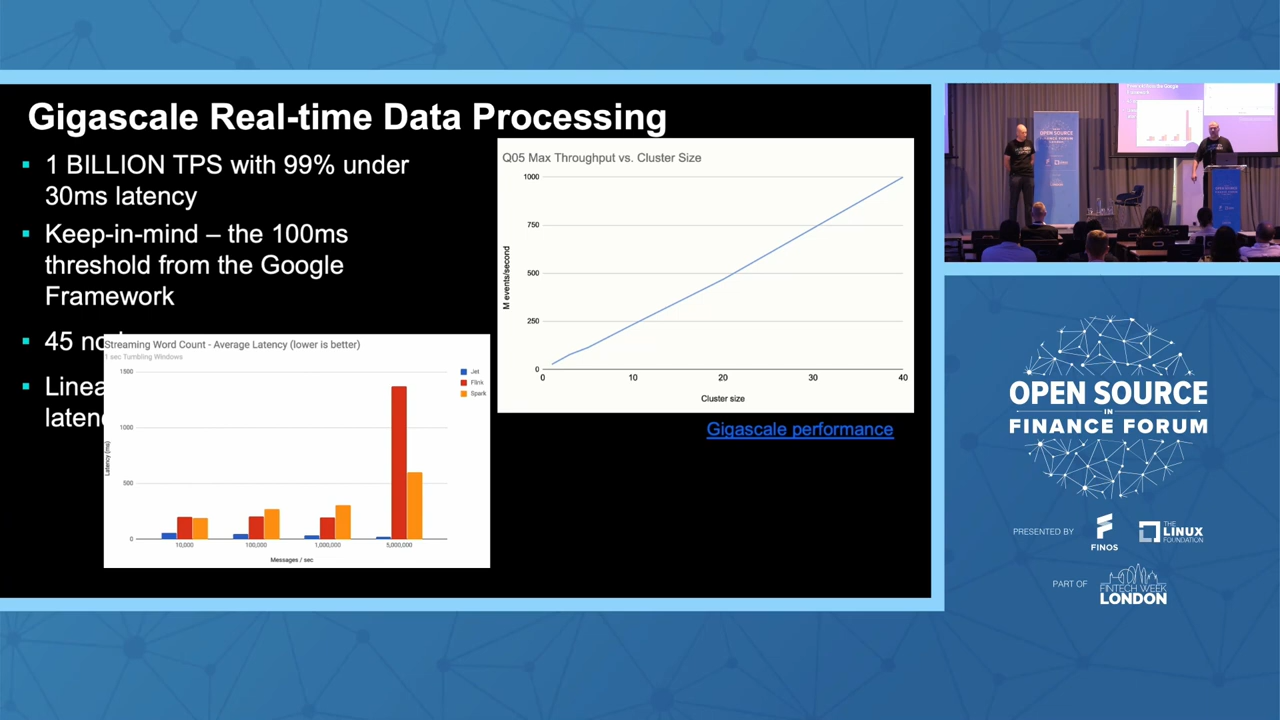 Gigascale Real-time Data Processing
1 BILLION TPS with 99% under
30ms latency
Keep-in-mind – the 100ms
threshold from the Google
Framework
45
Linea
laten
Streaming Word Count - Average Latency (lower is better)
1 sec Tumbling Windows
1500
1000
500
0
Latency (ms)
10,000
100,000
1,000,000
5,000,000
Messages / sec
Jet
Flink
Spark
Q05 Max Throughput vs. Cluster Size
1000
750
500
250
0
M events/second
0
10
20
30
40
Cluster size
Gigascale performance
OPEN SOURCE
IN
FINANCE FORUM
PRESENTED BY
FINOS
THE
LINUX
FOUNDATION
PART OF
FINTECH WEEK
LONDON